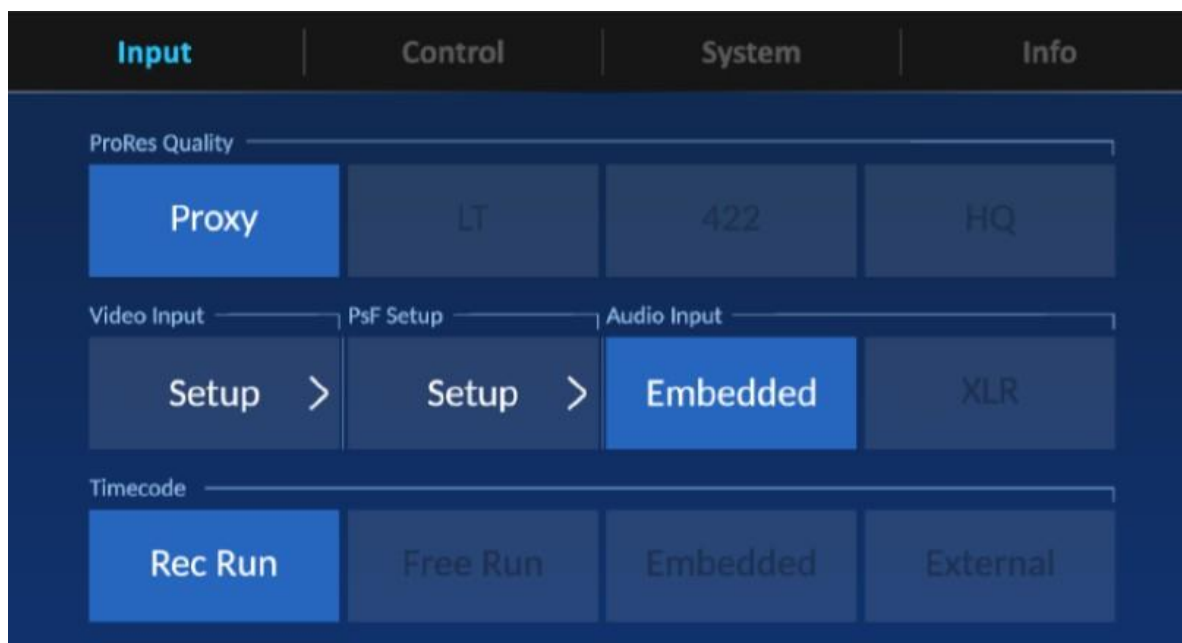 Input Control System Info
ProRes Quality
Proxy LT 422 HQ
Video Input PsF Setup Audio Input
Setup > Setup > Embedded XLR
Timecode
Rec Run Free Run Embedded External